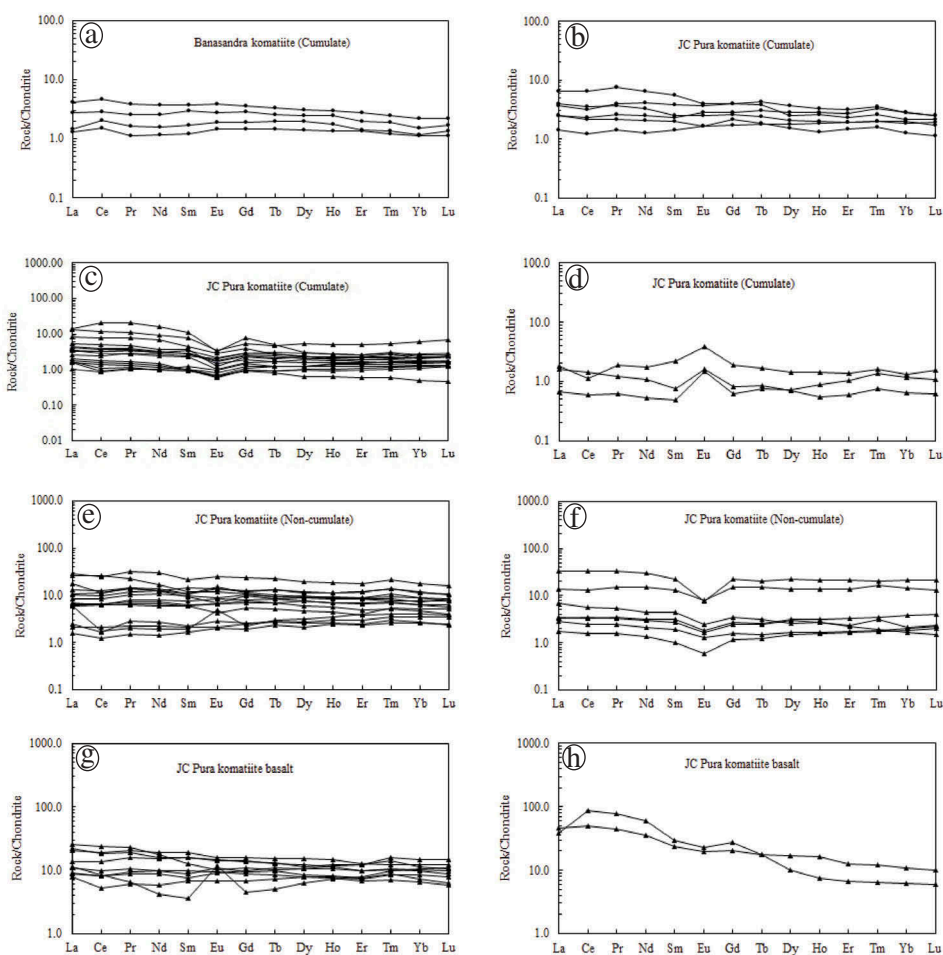 a
Banasandra komatiite (Cumulate)
Rock/Chondrite
100.0
10.0
1.0
0.1
La Ce Pr Nd Sm Eu Gd Tb Dy Ho Er Tm Yb Lu
b
JC Pura komatiite (Cumulate)
Rock/Chondrite
100.0
10.0
1.0
0.1
La Ce Pr Nd Sm Eu Gd Tb Dy Ho Er Tm Yb Lu
c
JC Pura komatiite (Cumulate)
Rock/Chondrite
1000.00
100.00
10.00
1.00
0.10
0.01
La Ce Pr Nd Sm Eu Gd Tb Dy Ho Er Tm Yb Lu
d
JC Pura komatiite (Cumulate)
Rock/Chondrite
100.0
10.0
1.0
0.1
La Ce Pr Nd Sm Eu Gd Tb Dy Ho Er Tm Yb Lu
e
JC Pura komatiite (Non-cumulate)
Rock/Chondrite
1000.0
100.0
10.0
1.0
0.1
La Ce Pr Nd Sm Eu Gd Tb Dy Ho Er Tm Yb Lu
f
JC Pura komatiite (Non-cumulate)
Rock/Chondrite
1000.0
100.0
10.0
1.0
0.1
La Ce Pr Nd Sm Eu Gd Tb Dy Ho Er Tm Yb Lu
g
JC Pura komatiite basalt
Rock/Chondrite
1000.0
100.0
10.0
1.0
La Ce Pr Nd Sm Eu Gd Tb Dy Ho Er Tm Yb Lu
h
JC Pura komatiite basalt
Rock/Chondrite
1000.0
100.0
10.0
1.0
La Ce Pr Nd Sm Eu Gd Tb Dy Ho Er Tm Yb Lu